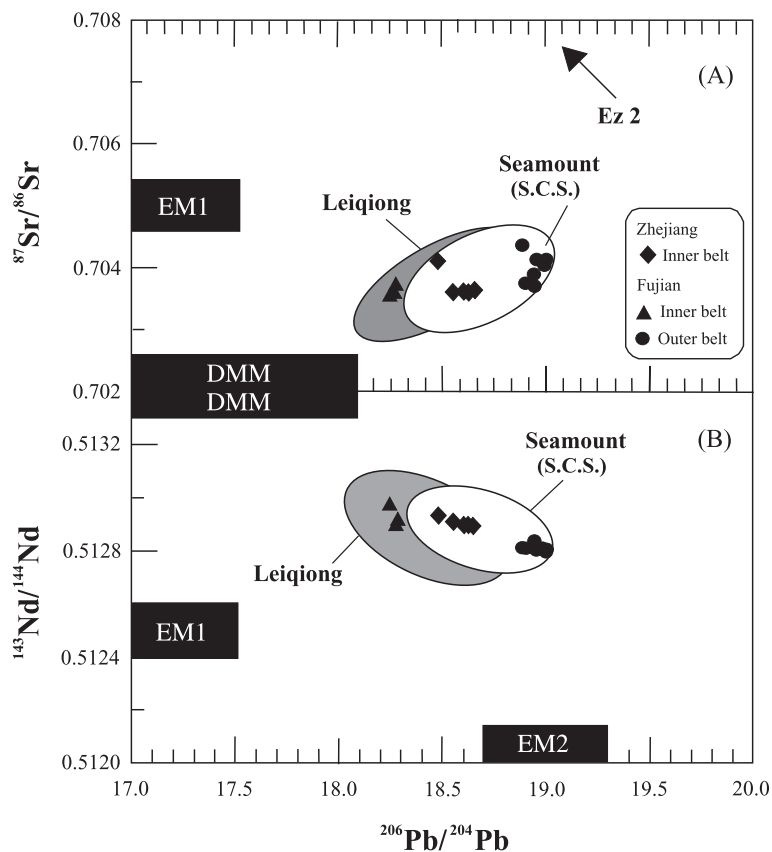 0.708
(A)
Ez 2
0.706
Seamount
(S.C.S.)
EM1
Leiqiong
⁸⁷Sr/⁸⁶Sr
Zhejiang
Inner belt
Fujian
Inner belt
Outer belt
0.704
DMM
0.702
DMM
0.5132
Seamount
(S.C.S.)
(B)
0.5128
Leiqiong
¹⁴³Nd/¹⁴⁴Nd
EM1
0.5124
EM2
0.5120
17.0 17.5 18.0 18.5 19.0 19.5 20.0
²⁰⁶Pb/²⁰⁴Pb